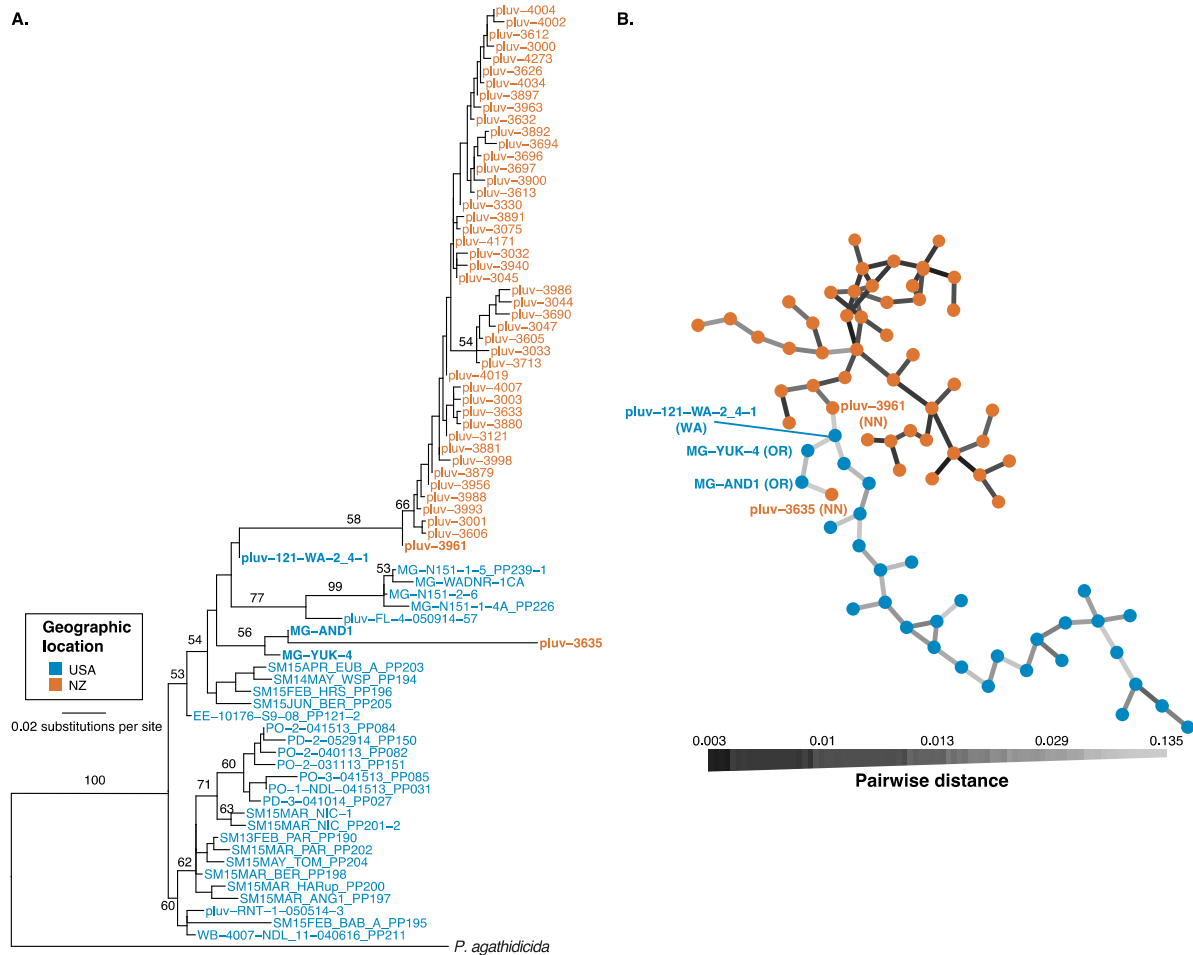 A.
pluv−4004
pluv−4002
pluv−3612
pluv−3000
pluv−4273
pluv−3626
pluv−4034
pluv−3897
pluv−3963
pluv−3632
pluv−3892
pluv−3694
pluv−3696
pluv−3697
pluv−3900
pluv−3613
pluv−3330
pluv−3891
pluv−3075
pluv−4171
pluv−3032
pluv−3940
pluv−3045
pluv−3986
pluv−3044
pluv−3690
pluv−3047
pluv−3605
54
pluv−3033
pluv−3713
pluv−4019
pluv−4007
pluv−3003
pluv−3633
pluv−3880
pluv−3121
pluv−3881
pluv−3998
pluv−3879
pluv−3956
pluv−3988
66
pluv−3993
58
pluv−3001
pluv−3606
pluv−3961
pluv−121−WA−2_4−1
53
MG−N151−1−5_PP239−1
MG−WADNR−1CA
99
MG−N151−2−6
77
MG−N151−1−4A_PP226
pluv−FL−4−050914−57
56
MG−AND1
54
pluv−3635
MG−YUK−4
53
SM15APR_EUB_A_PP203
SM14MAY_WSP_PP194
SM15FEB_HRS_PP196
SM15JUN_BER_PP205
EE−10176−S9−08_PP121−2
PO−2−041513_PP084
PD−2−052914_PP150
PO−2−040113_PP082
60
PO−2−031113_PP151
100
71
PO−3−041513_PP085
PO−1−NDL−041513_PP031
PD−3−041014_PP027
63
SM15MAR_NIC−1
SM15MAR_NIC_PP201−2
SM13FEB_PAR_PP190
SM15MAR_PAR_PP202
62
SM15MAY_TOM_PP204
SM15MAR_BER_PP198
SM15MAR_HARup_PP200
SM15MAR_ANG1_PP197
60
pluv−RNT−1−050514−3
SM15FEB_BAB_A_PP195
WB−4007−NDL_11−040616_PP211
P. agathidicida
Geographic
location
USA
NZ
0.02 substitutions per site
B.
pluv−3961
(NN)
pluv−121−WA−2_4−1
(WA)
MG−YUK−4 (OR)
MG−AND1 (OR)
pluv−3635 (NN)
0.003 0.01 0.013 0.029 0.135
Pairwise distance